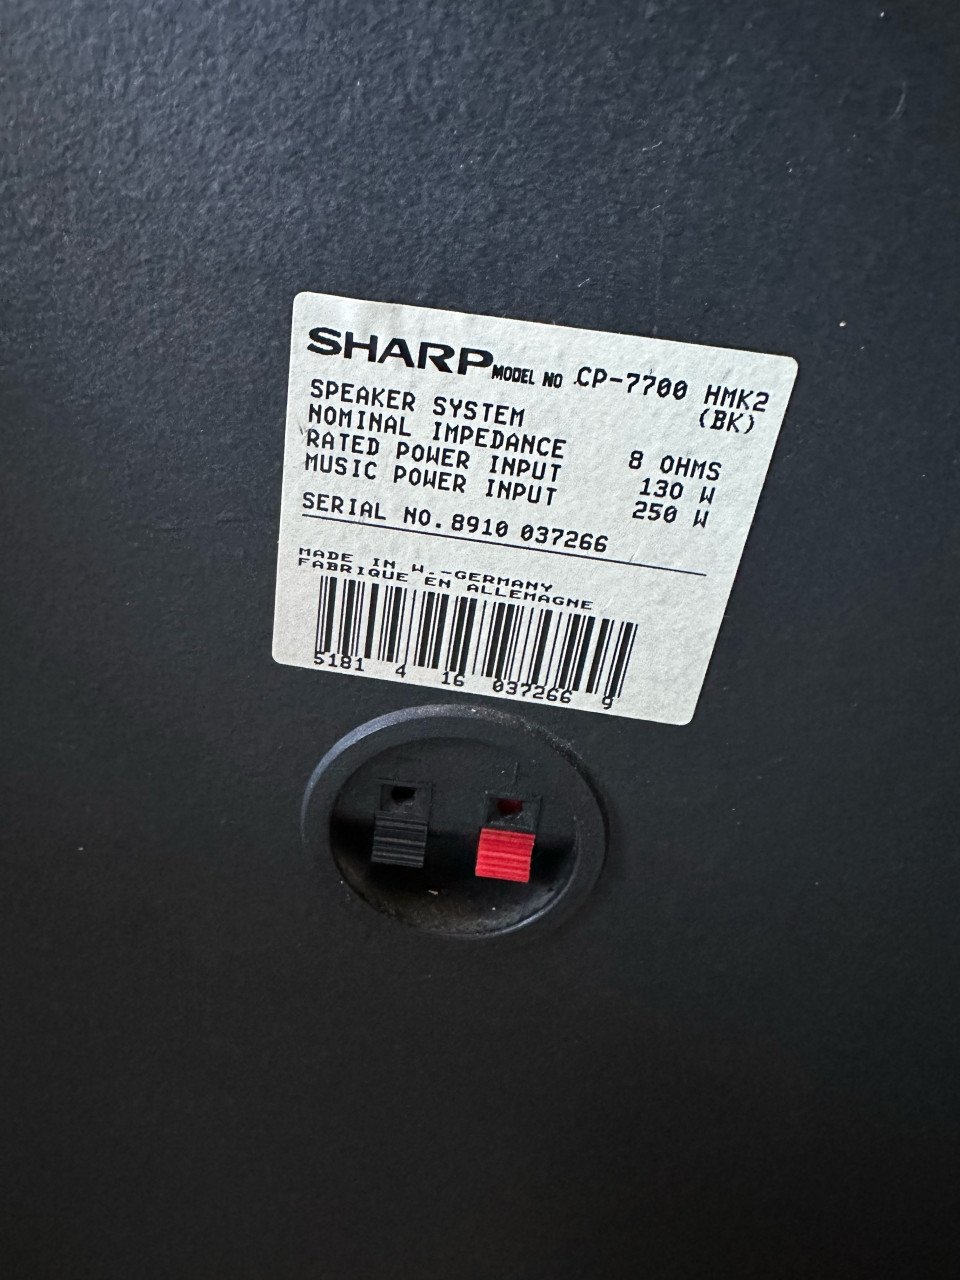 SHARP MODEL NO .CP-7700 HMK2
(BK)
SPEAKER SYSTEM
NOMINAL IMPEDANCE 8 OHMS
RATED POWER INPUT 130 W
MUSIC POWER INPUT 250 W
SERIAL NO. 8910 037266
MADE IN W.-GERMANY
FABRIQUE EN ALLEMAGNE
5181 4 16 037266 9